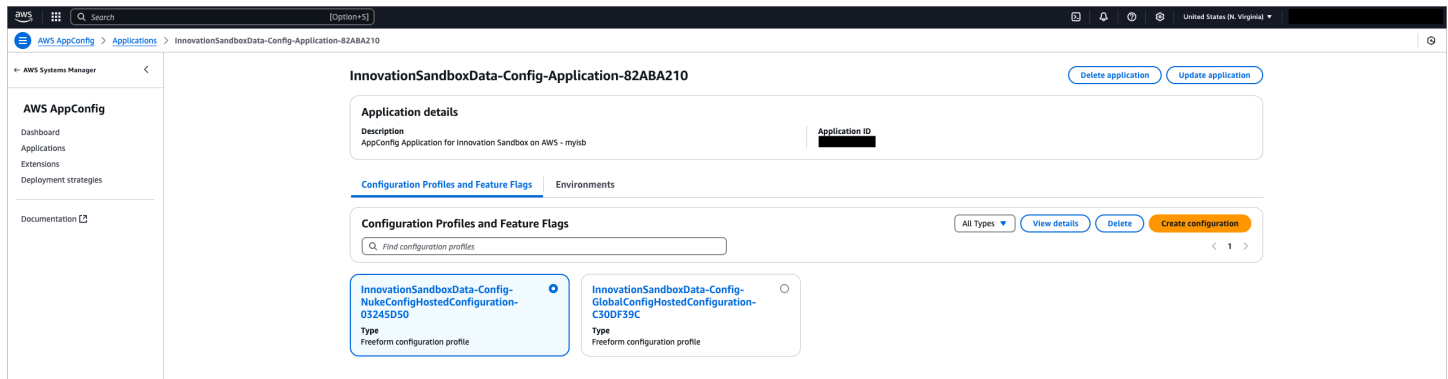 aws
Search
[Option+S]
United States (N. Virginia) ▼
AWS AppConfig > Applications > InnovationSandboxData-Config-Application-82ABA210
← AWS Systems Manager
AWS AppConfig
Dashboard
Applications
Extensions
Deployment strategies
Documentation
InnovationSandboxData-Config-Application-82ABA210
Delete application
Update application
Application details
Description
AppConfig Application for Innovation Sandbox on AWS - myisb
Application ID
Configuration Profiles and Feature Flags
Environments
Configuration Profiles and Feature Flags
All Types ▼
View details
Delete
Create configuration
Find configuration profiles
< 1 >
InnovationSandboxData-Config-
NukeConfigHostedConfiguration-
03245D50
Type
Freeform configuration profile
InnovationSandboxData-Config-
GlobalConfigHostedConfiguration-
C30DF39C
Type
Freeform configuration profile